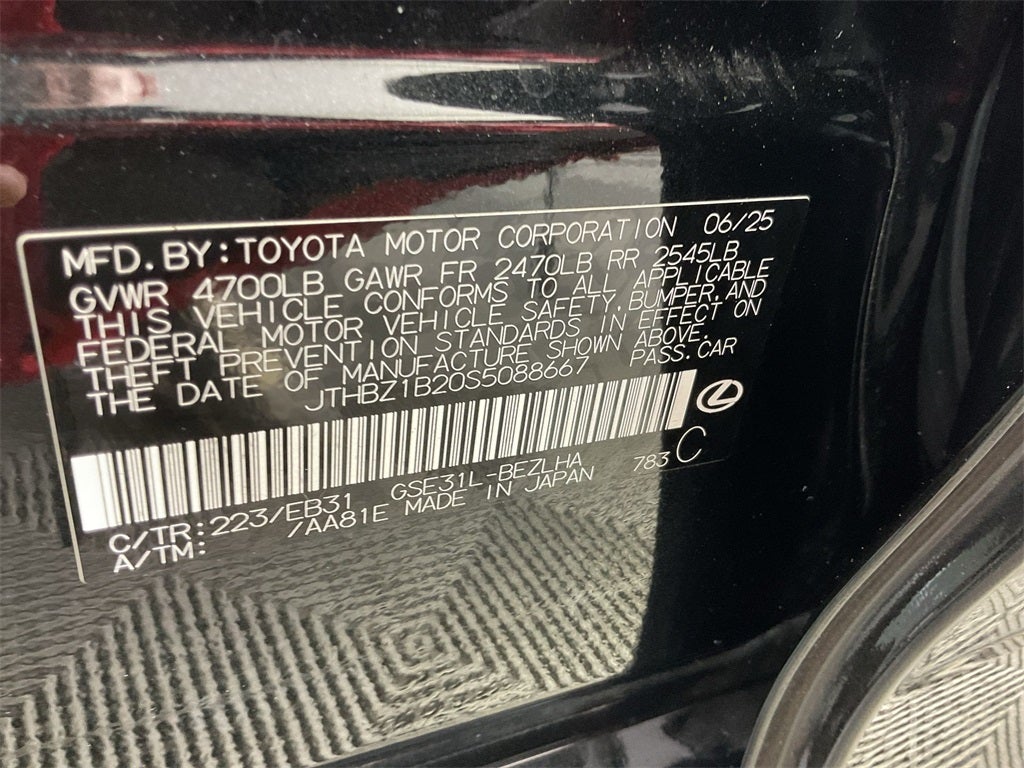 MFD. BY: TOYOTA MOTOR CORPORATION 06/25
GVWR 4700LB GAWR FR 2470LB RR 2545LB
THIS VEHICLE CONFORMS TO ALL APPLICABLE
FEDERAL MOTOR VEHICLE SAFETY, BUMPER, AND
THEFT PREVENTION STANDARDS IN EFFECT ON
THE DATE OF MANUFACTURE SHOWN ABOVE.
JTHBZ1B20S5088667 PASS. CAR
C/TR: 223/EB31 GSE31L-BEZLHA 783 C
A/TM: /AA81E MADE IN JAPAN